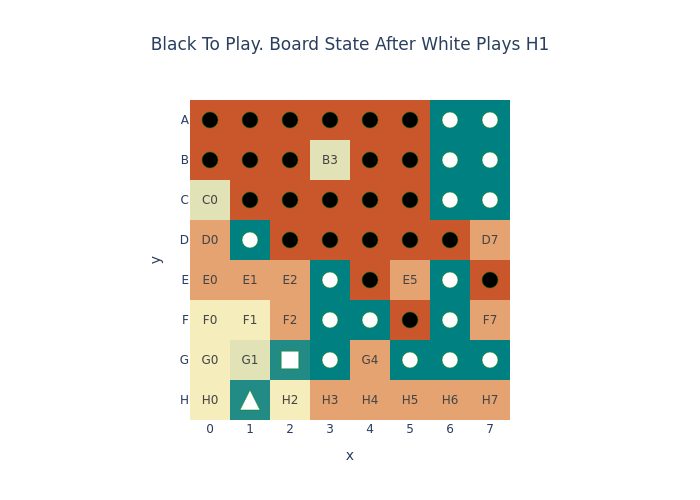 Black To Play. Board State After White Plays H1
A
B B3
C C0
D D0 D7
E E0 E1 E2 E5
F F0 F1 F2 F7
G G0 G1 G4
H H0 H2 H3 H4 H5 H6 H7
0 1 2 3 4 5 6 7
x
y